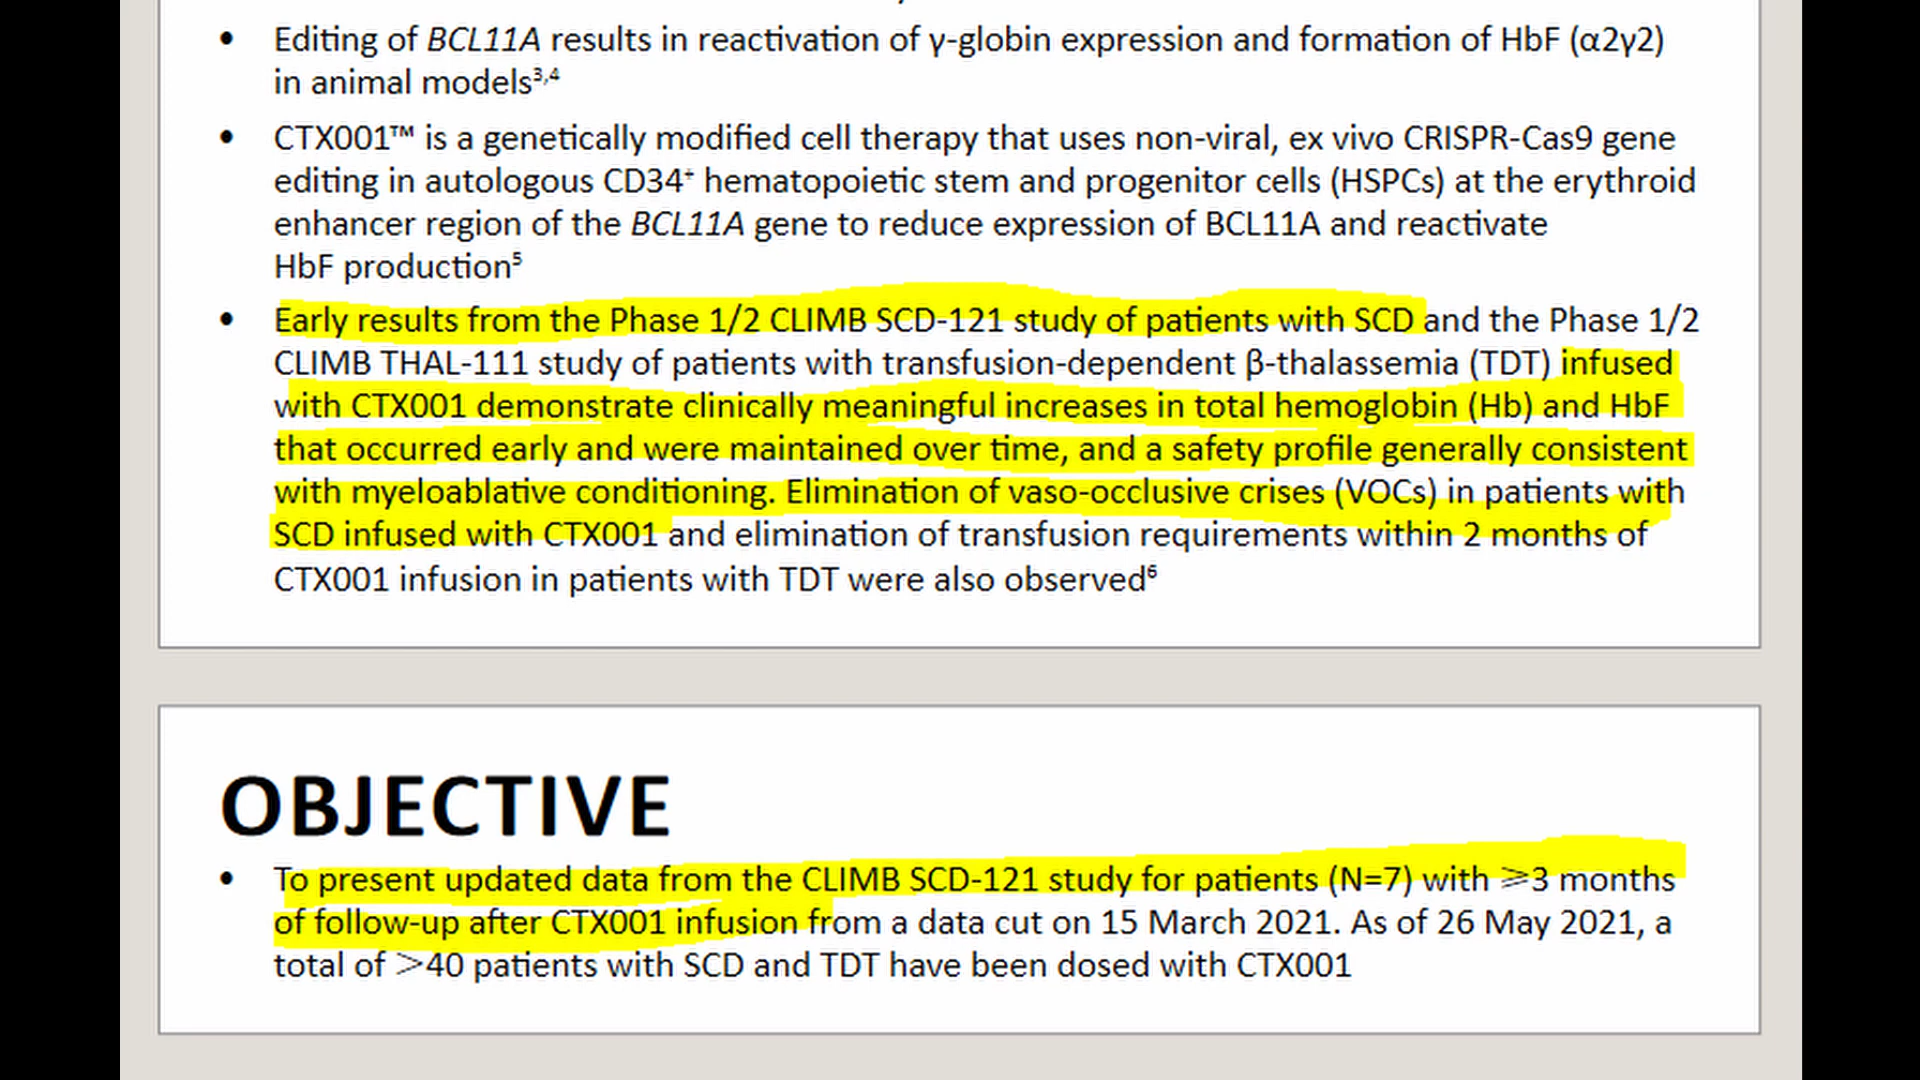 • Editing of BCL11A results in reactivation of γ-globin expression and formation of HbF (α2γ2)
in animal models³,⁴
• CTX001™ is a genetically modified cell therapy that uses non-viral, ex vivo CRISPR-Cas9 gene
editing in autologous CD34⁺ hematopoietic stem and progenitor cells (HSPCs) at the erythroid
enhancer region of the BCL11A gene to reduce expression of BCL11A and reactivate
HbF production⁵
• Early results from the Phase 1/2 CLIMB SCD-121 study of patients with SCD and the Phase 1/2
CLIMB THAL-111 study of patients with transfusion-dependent β-thalassemia (TDT) infused
with CTX001 demonstrate clinically meaningful increases in total hemoglobin (Hb) and HbF
that occurred early and were maintained over time, and a safety profile generally consistent
with myeloablative conditioning. Elimination of vaso-occlusive crises (VOCs) in patients with
SCD infused with CTX001 and elimination of transfusion requirements within 2 months of
CTX001 infusion in patients with TDT were also observed⁶
OBJECTIVE
• To present updated data from the CLIMB SCD-121 study for patients (N=7) with ≥3 months
of follow-up after CTX001 infusion from a data cut on 15 March 2021. As of 26 May 2021, a
total of >40 patients with SCD and TDT have been dosed with CTX001